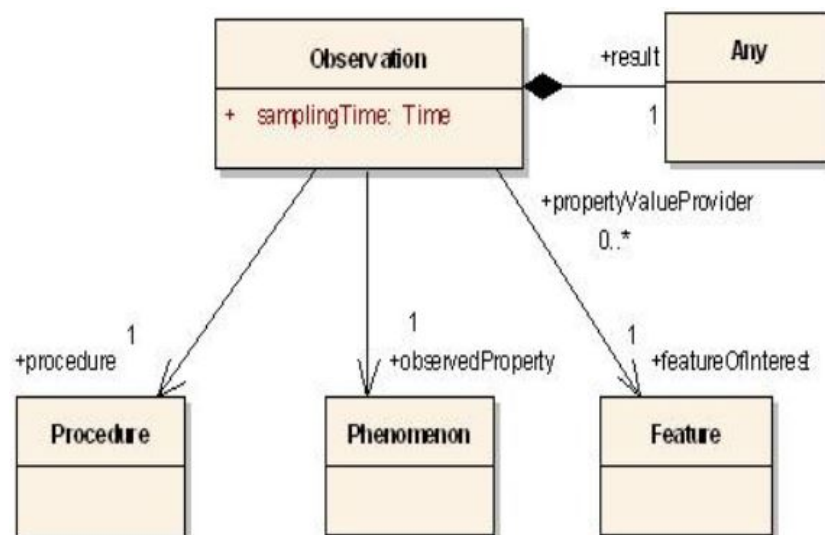 Observation
+ samplingTime: Time
+result
1
Any
+propertyValueProvider
0..*
1
+procedure
1
+observedProperty
1
+featureOfInterest
Procedure
Phenomenon
Feature